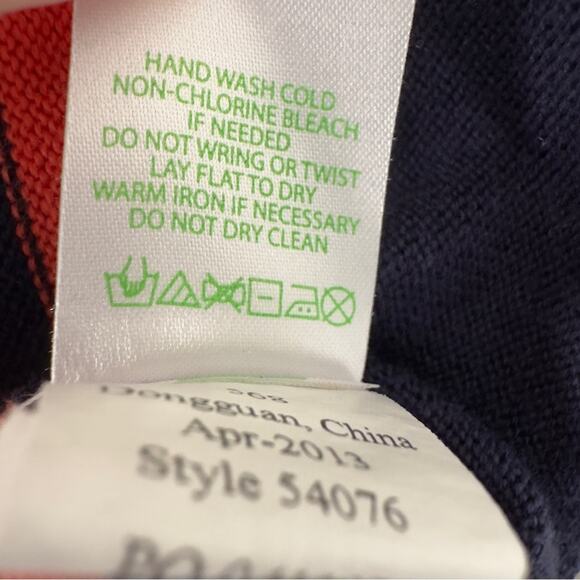 HAND WASH COLD
NON-CHLORINE BLEACH
IF NEEDED
DO NOT WRING OR TWIST
LAY FLAT TO DRY
WARM IRON IF NECESSARY
DO NOT DRY CLEAN
Dongguan, China
Apr-2013
Style 54076